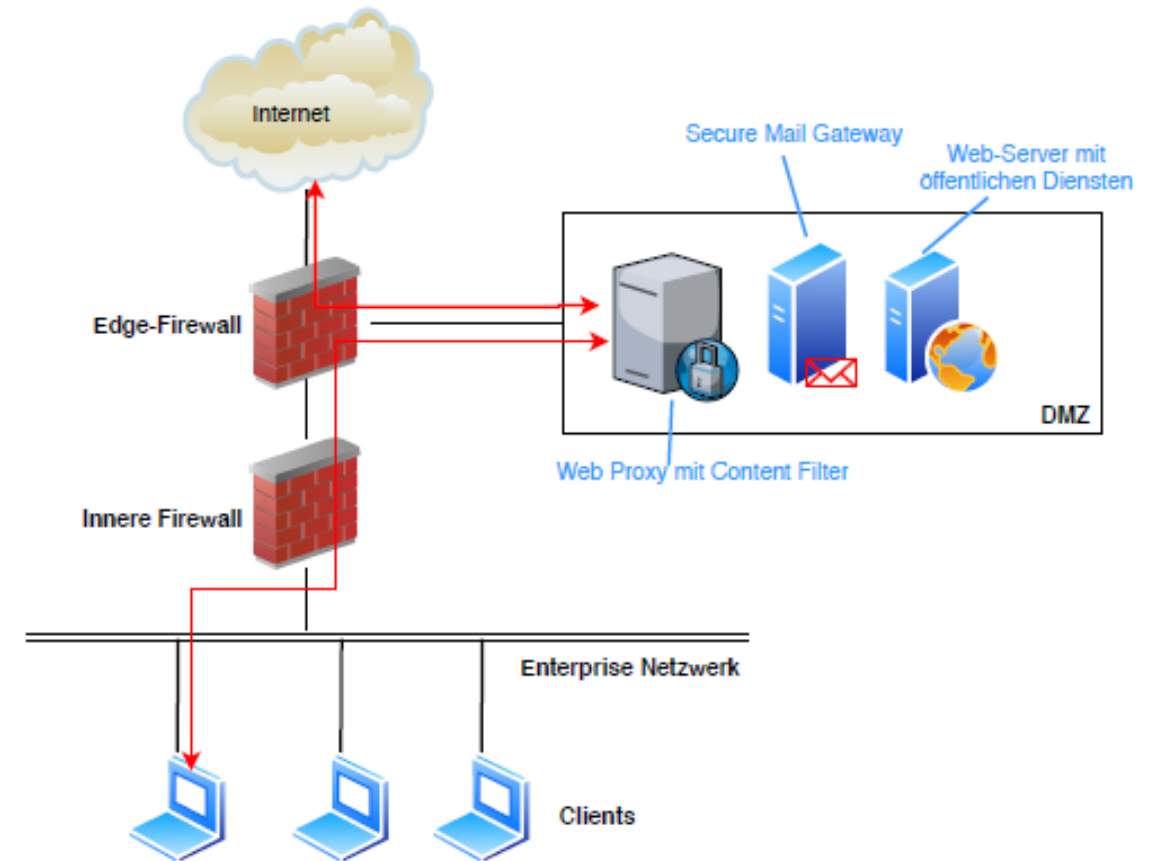 Internet
Secure Mail Gateway
Web-Server mit
öffentlichen Diensten
Edge-Firewall
DMZ
Web Proxy mit Content Filter
Innere Firewall
Enterprise Netzwerk
Clients